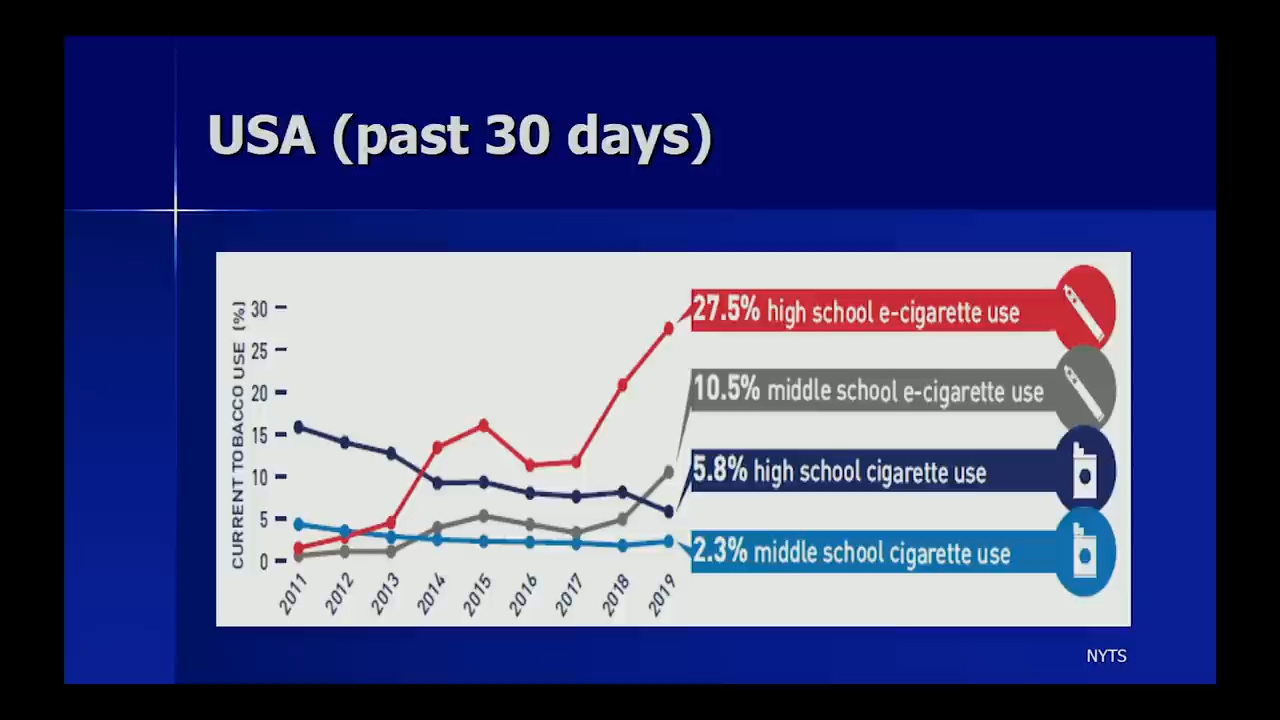 USA (past 30 days)
CURRENT TOBACCO USE (%)
30
25
20
15
10
5
0
2011 2012 2013 2014 2015 2016 2017 2018 2019
27.5% high school e-cigarette use
10.5% middle school e-cigarette use
5.8% high school cigarette use
2.3% middle school cigarette use
NYTS